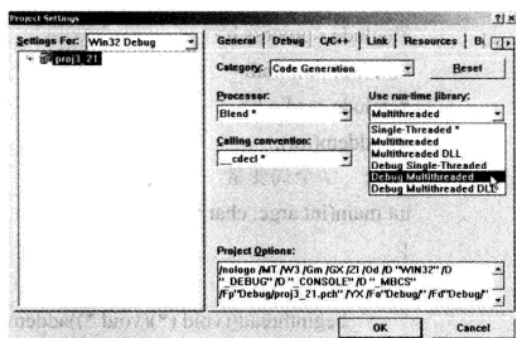 Project Settings
Settings For: Win32 Debug
proj3_21
General Debug C/C++ Link Resources
Category: Code Generation Reset
Processor:
Blend *
Use run-time library:
Multithreaded
Single-Threaded *
Multithreaded
Multithreaded DLL
Debug Single-Threaded
Debug Multithreaded
Debug Multithreaded DLL
Calling convention:
__cdecl *
Project Options:
/nologo /MT /W3 /Gm /GX /ZI /Od /D "WIN32" /D
"_DEBUG" /D "_CONSOLE" /D "_MBCS"
/Fp"Debug/proj3_21.pch" /YX /Fo"Debug/" /Fd"Debug/"
OK Cancel